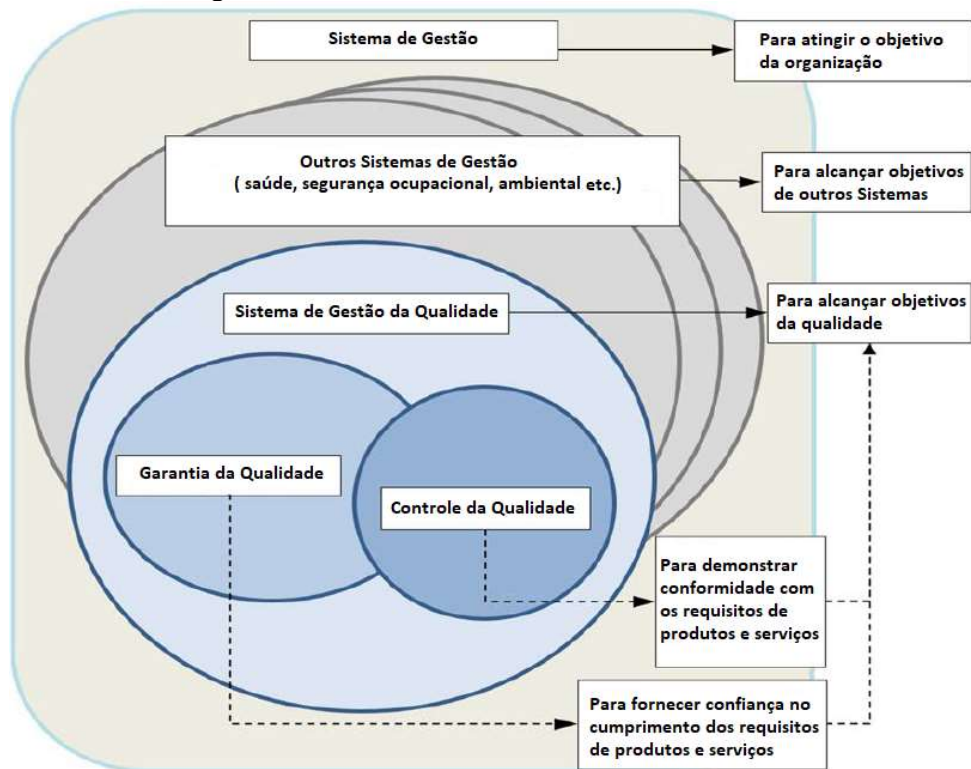 Sistema de Gestão
Para atingir o objetivo
da organização
Outros Sistemas de Gestão
( saúde, segurança ocupacional, ambiental etc.)
Para alcançar objetivos
de outros Sistemas
Sistema de Gestão da Qualidade
Para alcançar objetivos
da qualidade
Garantia da Qualidade
Controle da Qualidade
Para demonstrar
conformidade com
os requisitos de
produtos e serviços
Para fornecer confiança no
cumprimento dos requisitos
de produtos e serviços